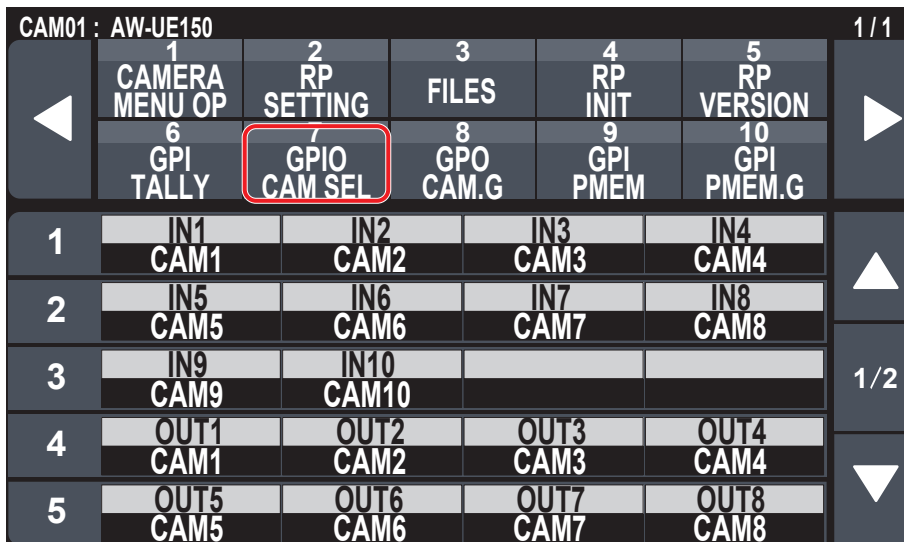 CAM01 : AW-UE150 1 / 1
1 2 3 4 5
CAMERA MENU OP RP SETTING FILES RP INIT RP VERSION
6 7 8 9 10
GPI TALLY GPIO CAM SEL GPO CAM.G GPI PMEM GPI PMEM.G
1 IN1 IN2 IN3 IN4
CAM1 CAM2 CAM3 CAM4
2 IN5 IN6 IN7 IN8
CAM5 CAM6 CAM7 CAM8
3 IN9 IN10 1/2
CAM9 CAM10
4 OUT1 OUT2 OUT3 OUT4
CAM1 CAM2 CAM3 CAM4
5 OUT5 OUT6 OUT7 OUT8
CAM5 CAM6 CAM7 CAM8